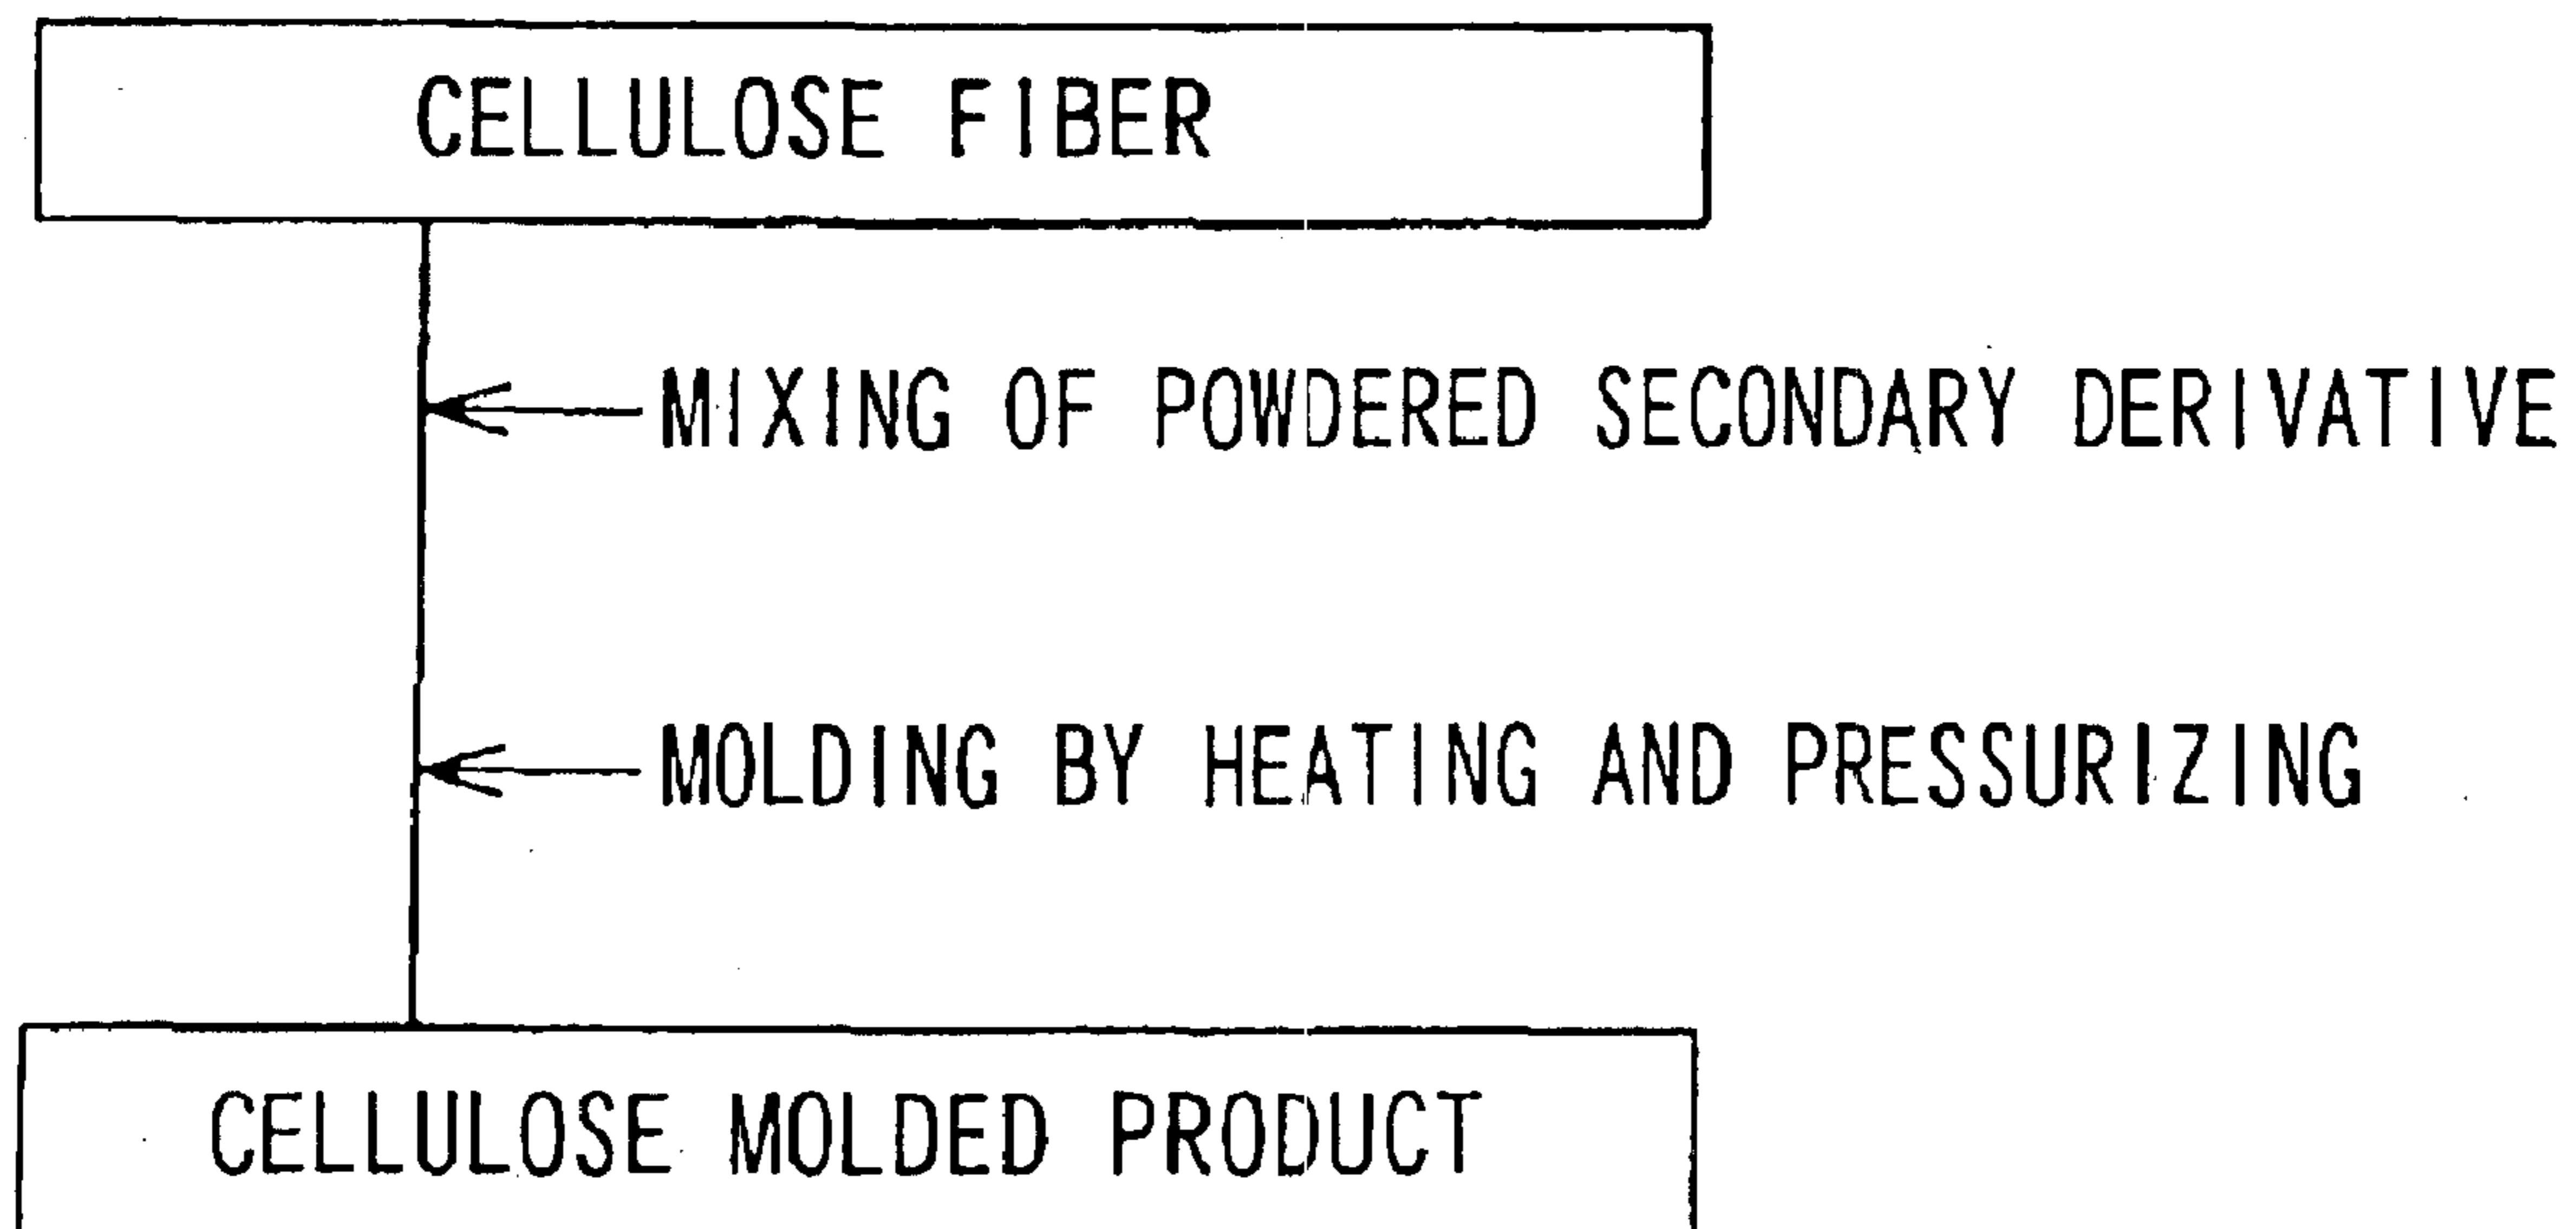 CELLULOSE FIBER
MIXING OF POWDERED SECONDARY DERIVATIVE
MOLDING BY HEATING AND PRESSURIZING
CELLULOSE MOLDED PRODUCT